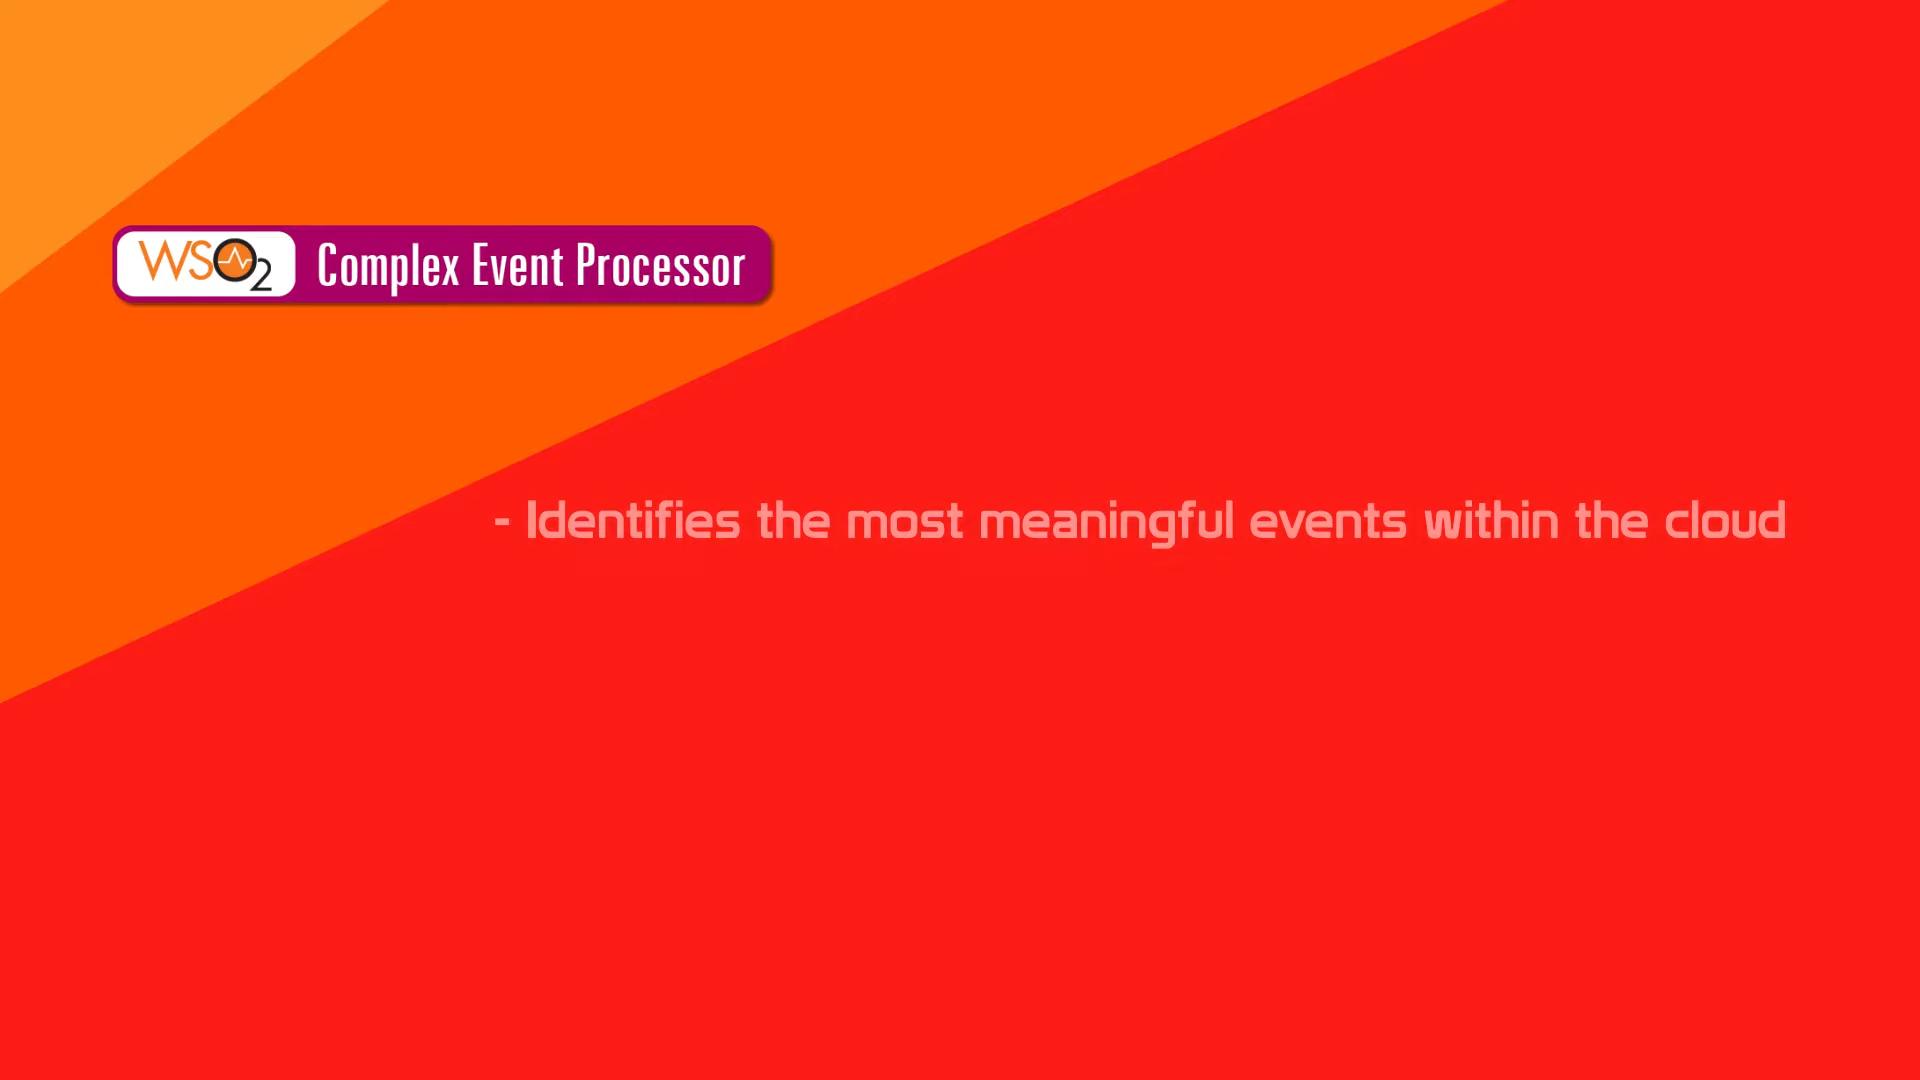 WSO2 Complex Event Processor
- Identifies the most meaningful events within the cloud